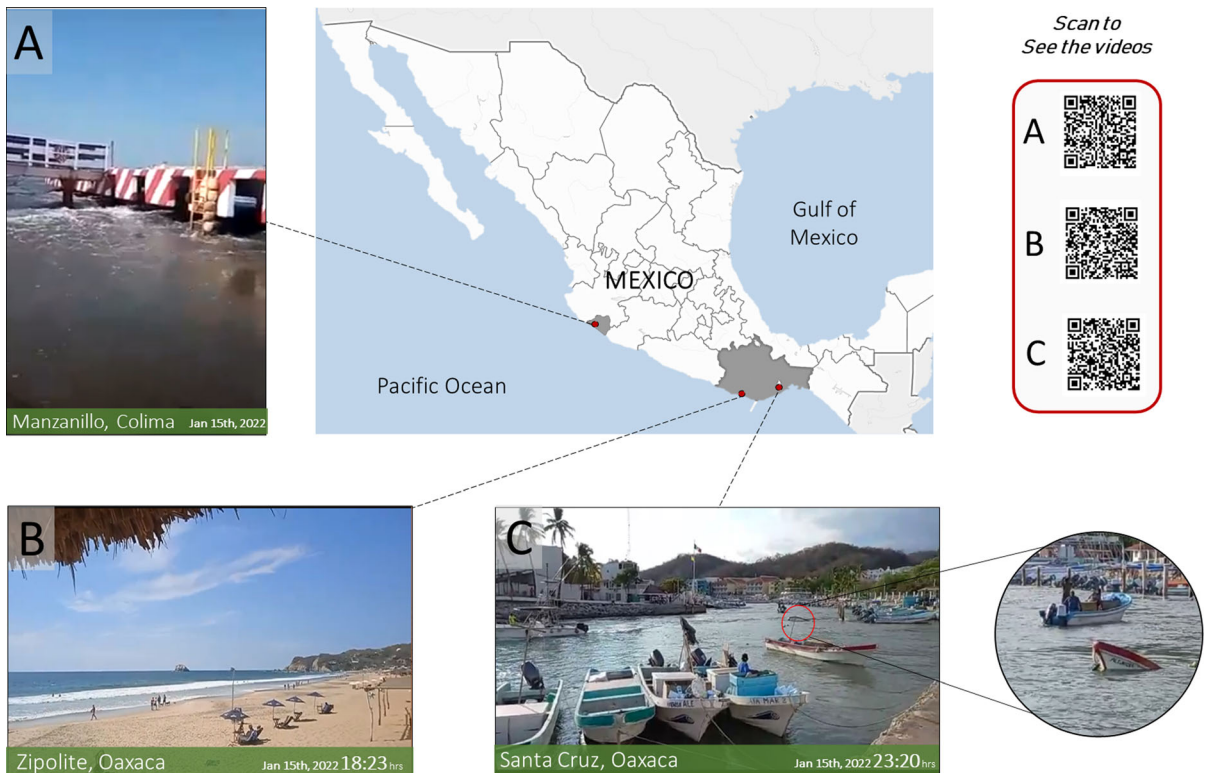 A
Manzanillo, Colima Jan 15th, 2022
MEXICO
Gulf of
Mexico
Pacific Ocean
Scan to
See the videos
A
B
C
B
Zipolite, Oaxaca Jan 15th, 2022 18:23 hrs
C
Santa Cruz, Oaxaca Jan 15th, 2022 23:20 hrs